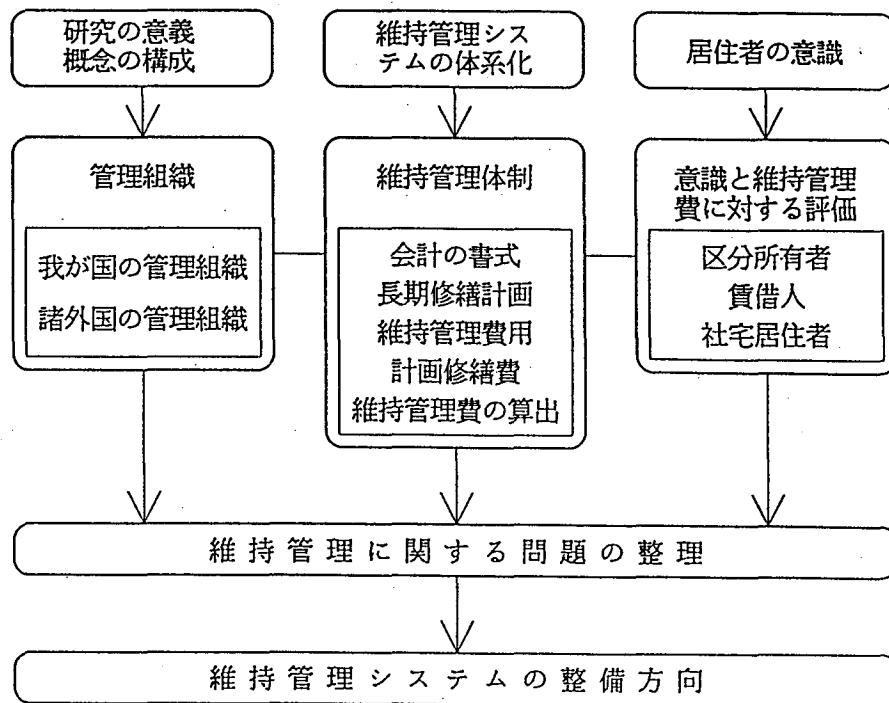 研究の意義
概念の構成
維持管理シス
テムの体系化
居住者の意識
管理組織
我が国の管理組織
諸外国の管理組織
維持管理体制
会計の書式
長期修繕計画
維持管理費用
計画修繕費
維持管理費の算出
意識と維持管理
費に対する評価
区分所有者
賃借人
社宅居住者
維持管理に関する問題の整理
維持管理システムの整備方向